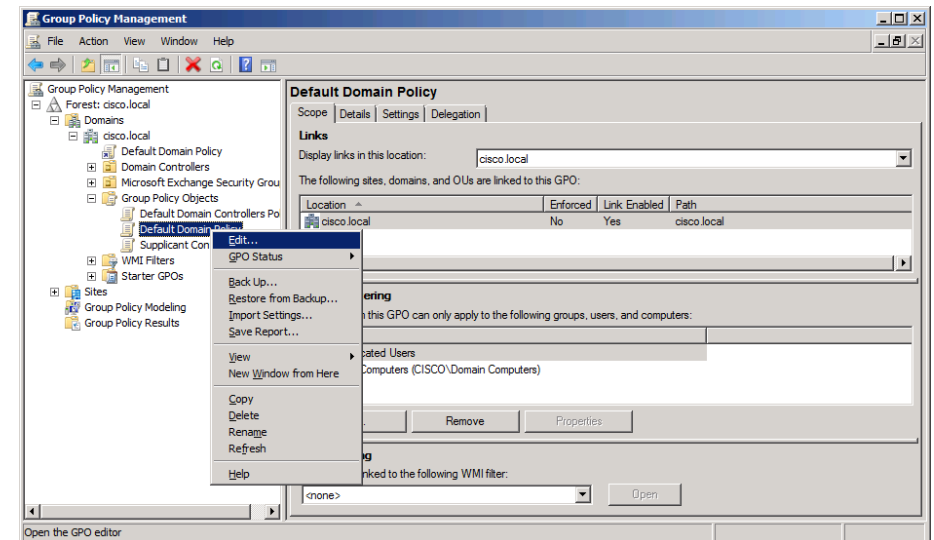 Group Policy Management
File Action View Window Help
Group Policy Management
Forest: cisco.local
Domains
cisco.local
Default Domain Policy
Domain Controllers
Microsoft Exchange Security Grou
Group Policy Objects
Default Domain Controllers Po
Default Domain Policy
Supplicant Con
WMI Filters
Starter GPOs
Sites
Group Policy Modeling
Group Policy Results
Edit...
GPO Status
Back Up...
Restore from Backup...
Import Settings...
Save Report...
View
New Window from Here
Copy
Delete
Rename
Refresh
Help
Default Domain Policy
Scope Details Settings Delegation
Links
Display links in this location: cisco.local
The following sites, domains, and OUs are linked to this GPO:
Location Enforced Link Enabled Path
cisco.local No Yes cisco.local
ering
this GPO can only apply to the following groups, users, and computers:
cated Users
Computers (CISCO\Domain Computers)
Remove Properties
g
nked to the following WMI filter:
<none> Open
Open the GPO editor